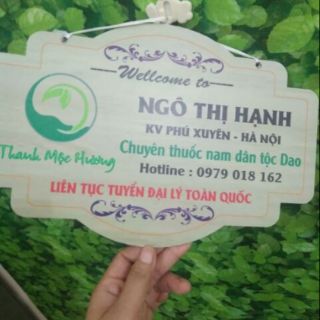 Wellcome to
NGÔ THỊ HẠNH
KV PHÚ XUYÊN - HÀ NỘI
Chuyên thuốc nam dân tộc Dao
Thanh Mộc Hương
Hotline : 0979 018 162
LIÊN TỤC TUYỂN ĐẠI LÝ TOÀN QUỐC